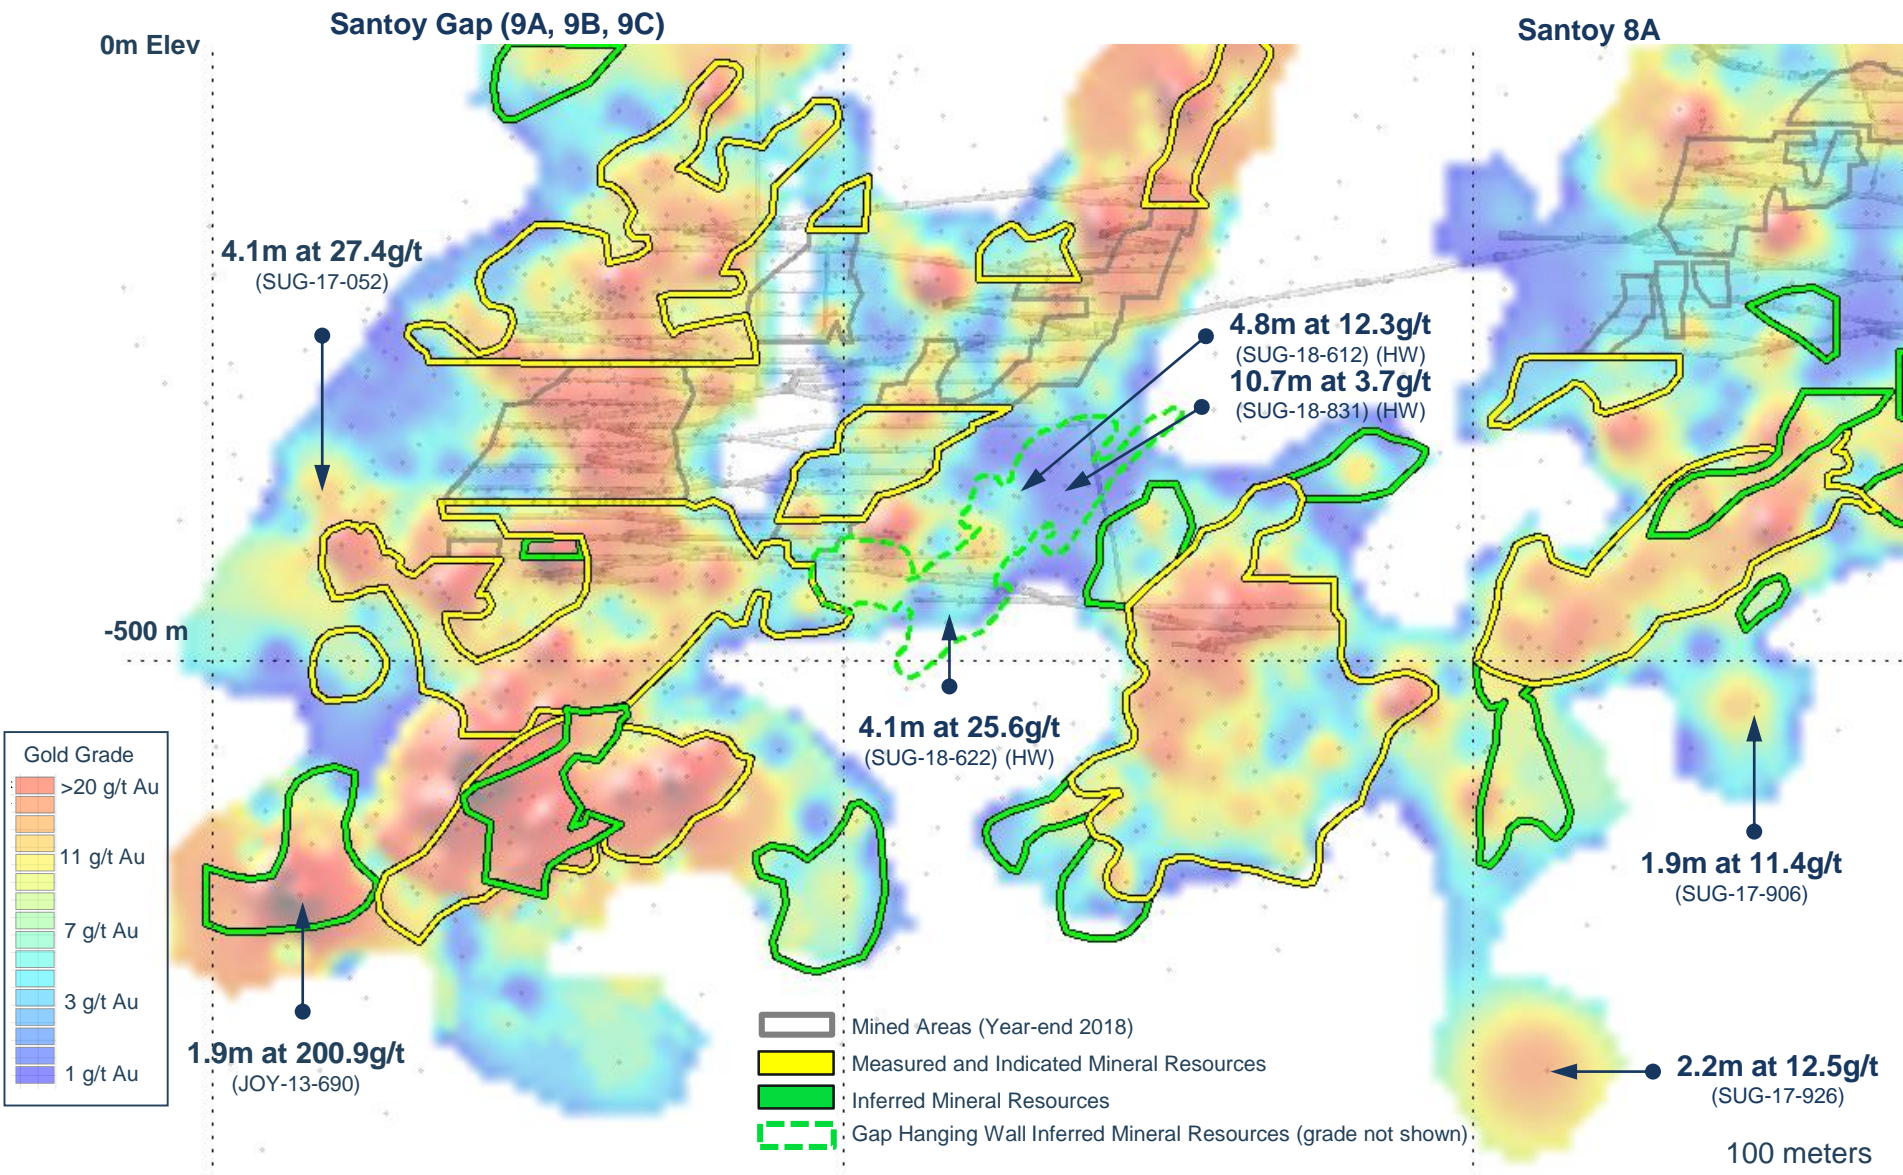 Santoy Gap (9A, 9B, 9C)
Santoy 8A
0m Elev
4.1m at 27.4g/t
(SUG-17-052)
4.8m at 12.3g/t
(SUG-18-612) (HW)
10.7m at 3.7g/t
(SUG-18-831) (HW)
-500 m
4.1m at 25.6g/t
(SUG-18-622) (HW)
Gold Grade
>20 g/t Au
11 g/t Au
7 g/t Au
3 g/t Au
1 g/t Au
1.9m at 11.4g/t
(SUG-17-906)
1.9m at 200.9g/t
(JOY-13-690)
Mined Areas (Year-end 2018)
Measured and Indicated Mineral Resources
Inferred Mineral Resources
Gap Hanging Wall Inferred Mineral Resources (grade not shown)
2.2m at 12.5g/t
(SUG-17-926)
100 meters